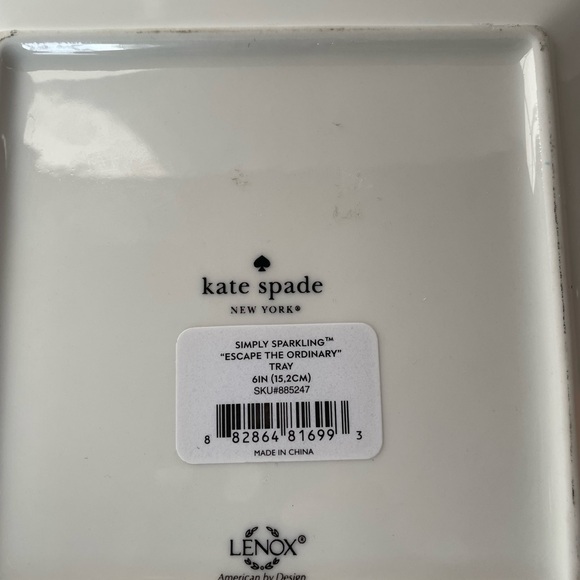 kate spade
NEW YORK®
SIMPLY SPARKLING™
"ESCAPE THE ORDINARY"
TRAY
6IN (15,2CM)
SKU#885247
8 82864 81699 3
MADE IN CHINA
LENOX®
American by Design